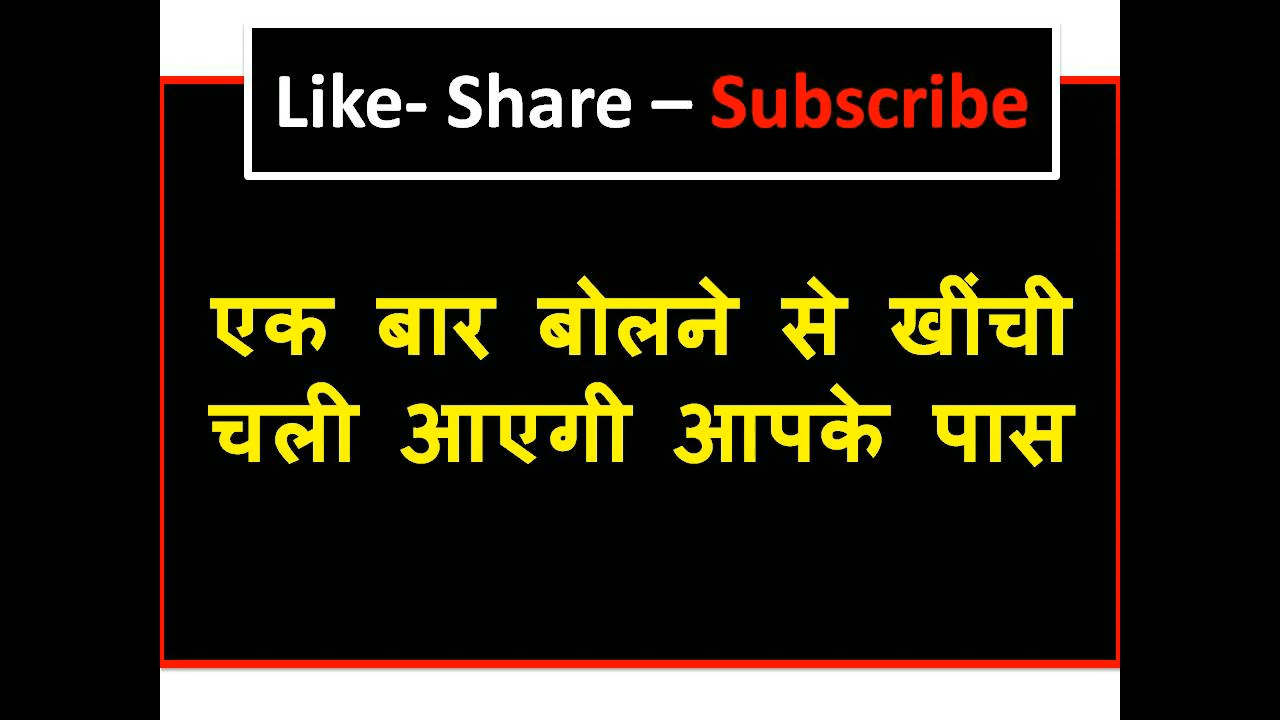 Like- Share – Subscribe
एक बार बोलने से खींची
चली आएगी आपके पास